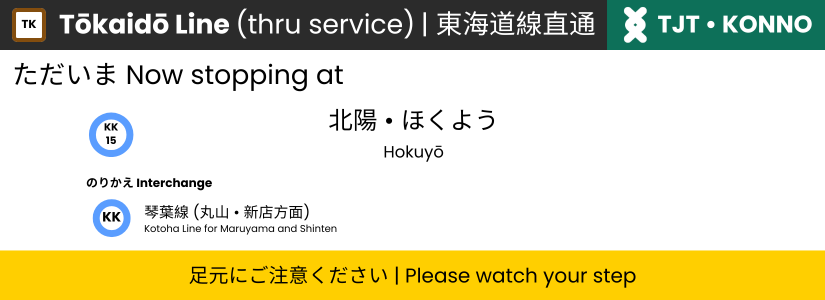 TK Tōkaidō Line (thru service) | 東海道線直通 TJT • KONNO
ただいま Now stopping at
KK
15
北陽 • ほくよう
Hokuyō
のりかえ Interchange
KK
琴葉線 (丸山 • 新店方面)
Kotoha Line for Maruyama and Shinten
足元にご注意ください | Please watch your step